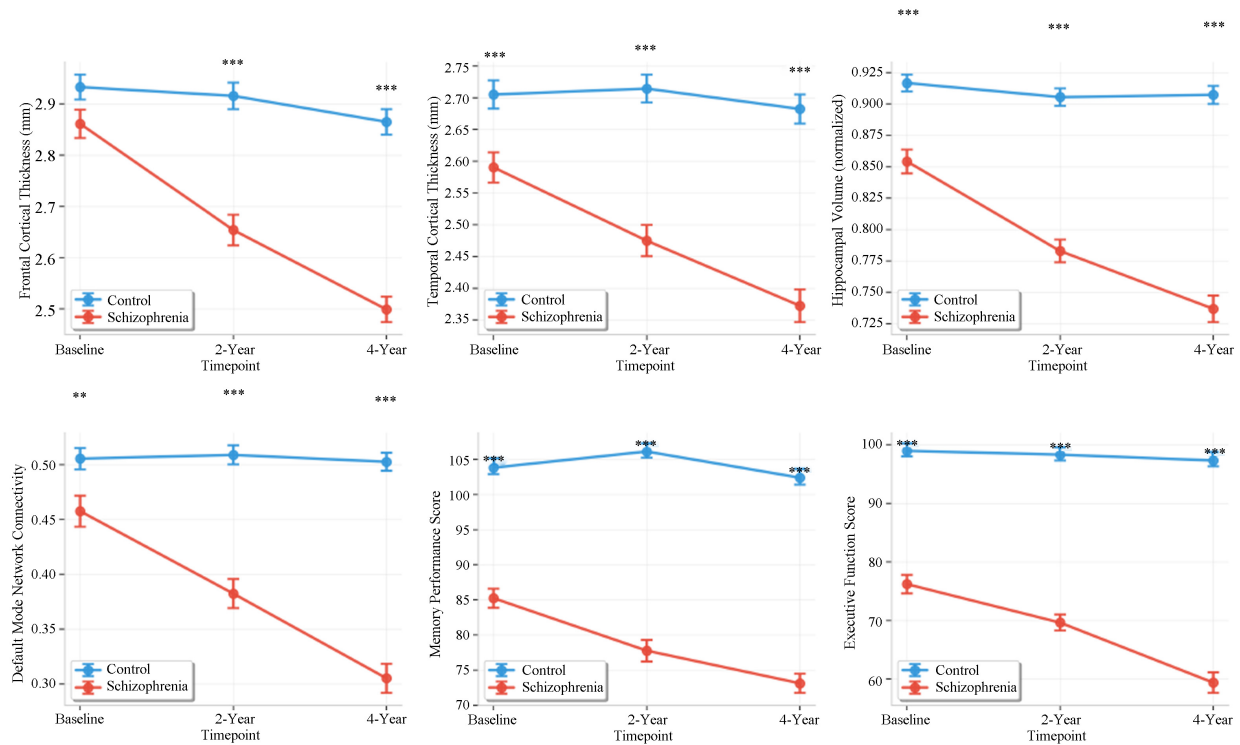 ***
***
Frontal Cortical Thickness (mm)
2.9
2.8
2.7
2.6
2.5
Control
Schizophrenia
Baseline
2-Year
4-Year
Timepoint
***
***
***
Temporal Cortical Thickness (mm)
2.75
2.70
2.65
2.60
2.55
2.50
2.45
2.40
2.35
Control
Schizophrenia
Baseline
2-Year
4-Year
Timepoint
***
***
***
Hippocampal Volume (normalized)
0.925
0.900
0.875
0.850
0.825
0.800
0.775
0.750
0.725
Control
Schizophrenia
Baseline
2-Year
4-Year
Timepoint
**
***
***
Default Mode Network Connectivity
0.50
0.45
0.40
0.35
0.30
Control
Schizophrenia
Baseline
2-Year
4-Year
Timepoint
***
***
***
Memory Performance Score
105
100
95
90
85
80
75
70
Control
Schizophrenia
Baseline
2-Year
4-Year
Timepoint
***
***
***
Executive Function Score
100
90
80
70
60
Control
Schizophrenia
Baseline
2-Year
4-Year
Timepoint